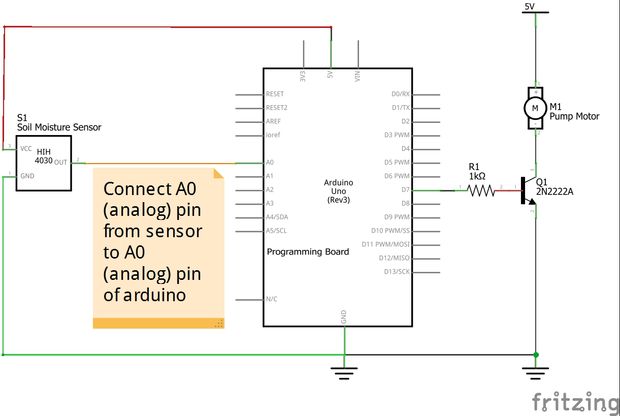 5V
3V3
5V
VIN
RESET
RESET2
AREF
ioref
A0
A1
A2
A3
A4/SDA
A5/SCL
N/C
D0/RX
D1/TX
D2
D3 PWM
D4
D5 PWM
D6 PWM
D7
D8
D9 PWM
D10 PWM/SS
D11 PWM/MOSI
D12/MISO
D13/SCK
GND
Arduino
Uno
(Rev3)
Programming Board
S1
Soil Moisture Sensor
VCC
HIH
4030
OUT
GND
Connect A0
(analog) pin
from sensor
to A0
(analog) pin
of arduino
R1
1kΩ
Q1
2N2222A
M
M1
Pump Motor
fritzing